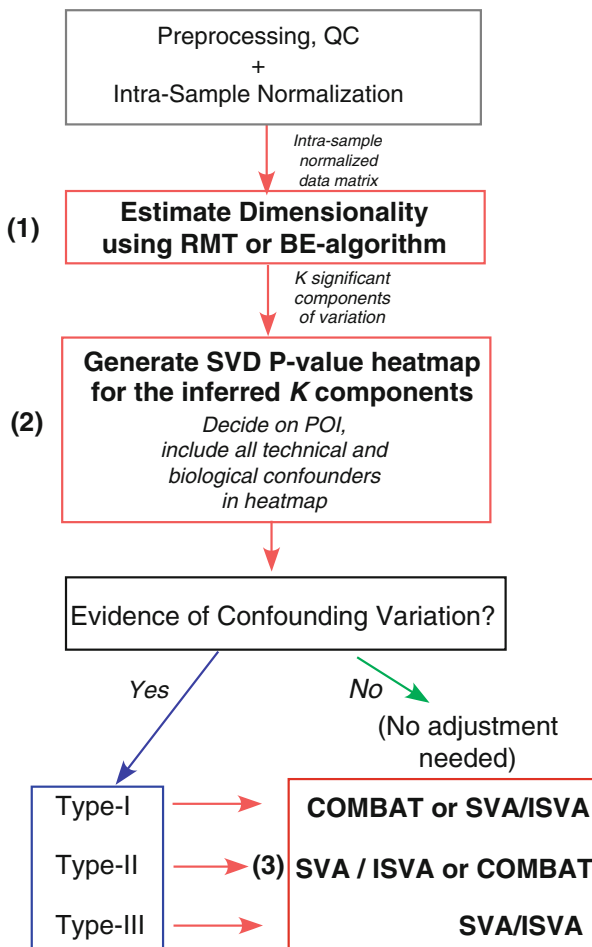 Preprocessing, QC
+
Intra-Sample Normalization
Intra-sample
normalized
data matrix
(1)
Estimate Dimensionality
using RMT or BE-algorithm
K significant
components
of variation
(2)
Generate SVD P-value heatmap
for the inferred K components
Decide on POI,
include all technical and
biological confounders
in heatmap
Evidence of Confounding Variation?
Yes
No
(No adjustment
needed)
Type-I
COMBAT or SVA/ISVA
Type-II
(3)
SVA / ISVA or COMBAT
Type-III
SVA/ISVA